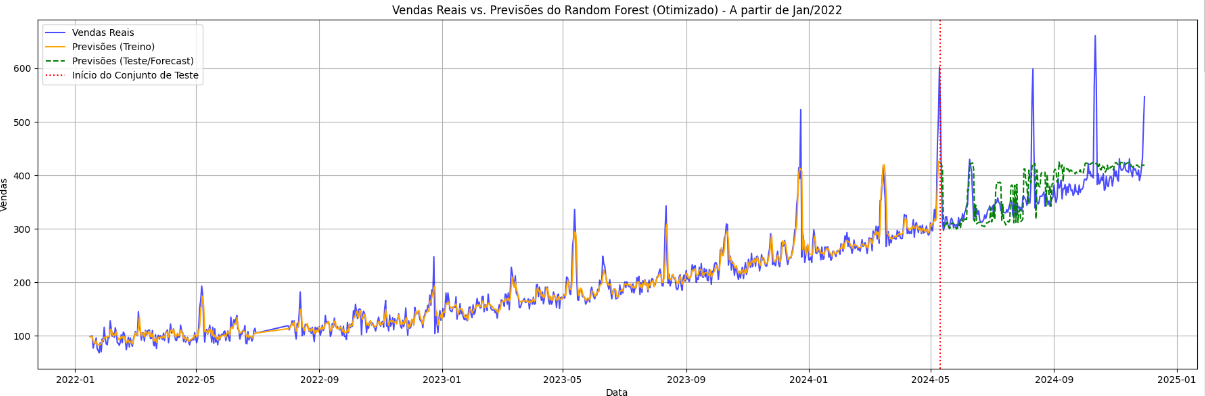 Vendas Reais vs. Previsões do Random Forest (Otimizado) - A partir de Jan/2022
Vendas Reais
Previsões (Treino)
Previsões (Teste/Forecast)
Início do Conjunto de Teste
600
500
400
300
200
100
Vendas
2022-01
2022-05
2022-09
2023-01
2023-05
2023-09
2024-01
2024-05
2024-09
2025-01
Data